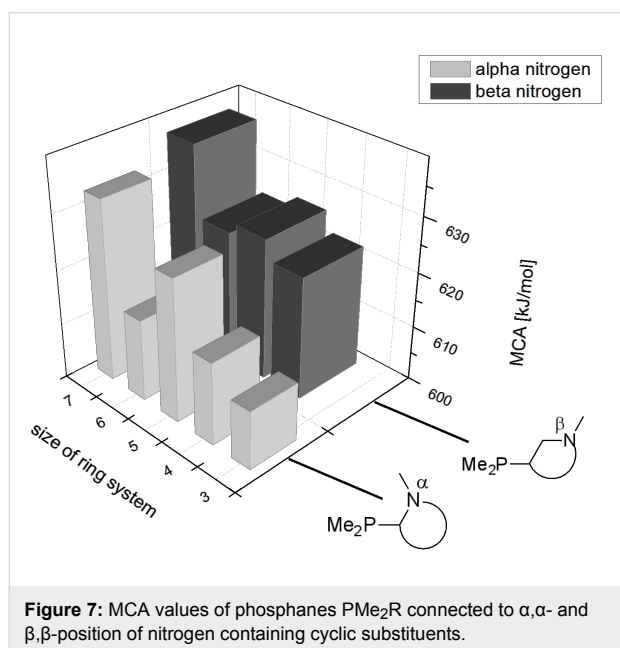 alpha nitrogen
beta nitrogen
630
620
610
600
MCA [kJ/mol]
7
6
5
4
3
size of ring system
β
N
Me₂P
α
N
Me₂P
Figure 7: MCA values of phosphanes PMe₂R connected to α,α- and
β,β-position of nitrogen containing cyclic substituents.